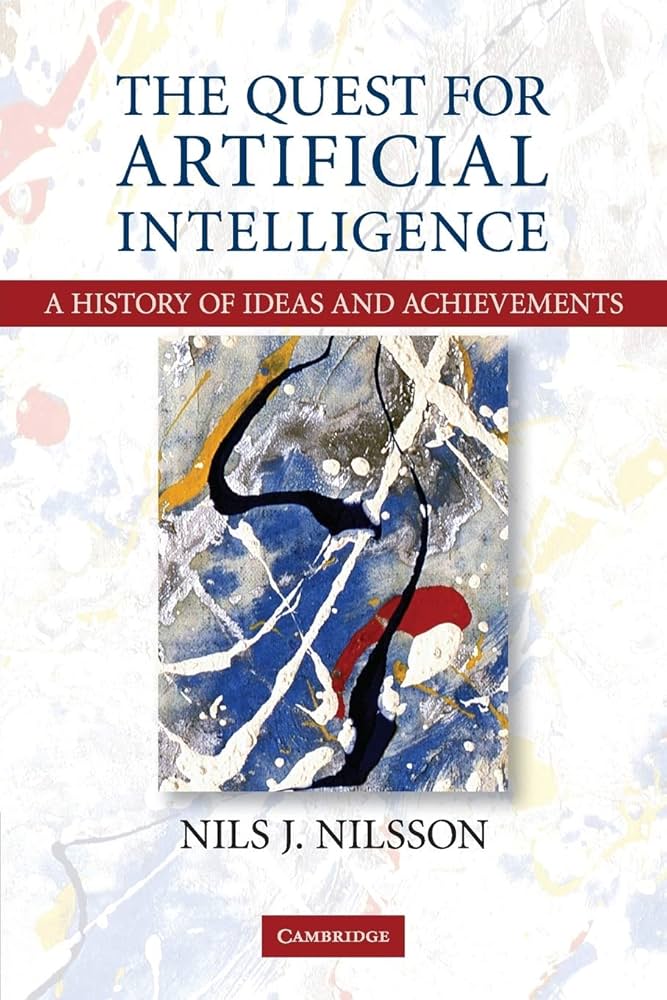 THE QUEST FOR
ARTIFICIAL
INTELLIGENCE
A HISTORY OF IDEAS AND ACHIEVEMENTS
NILS J. NILSSON
CAMBRIDGE